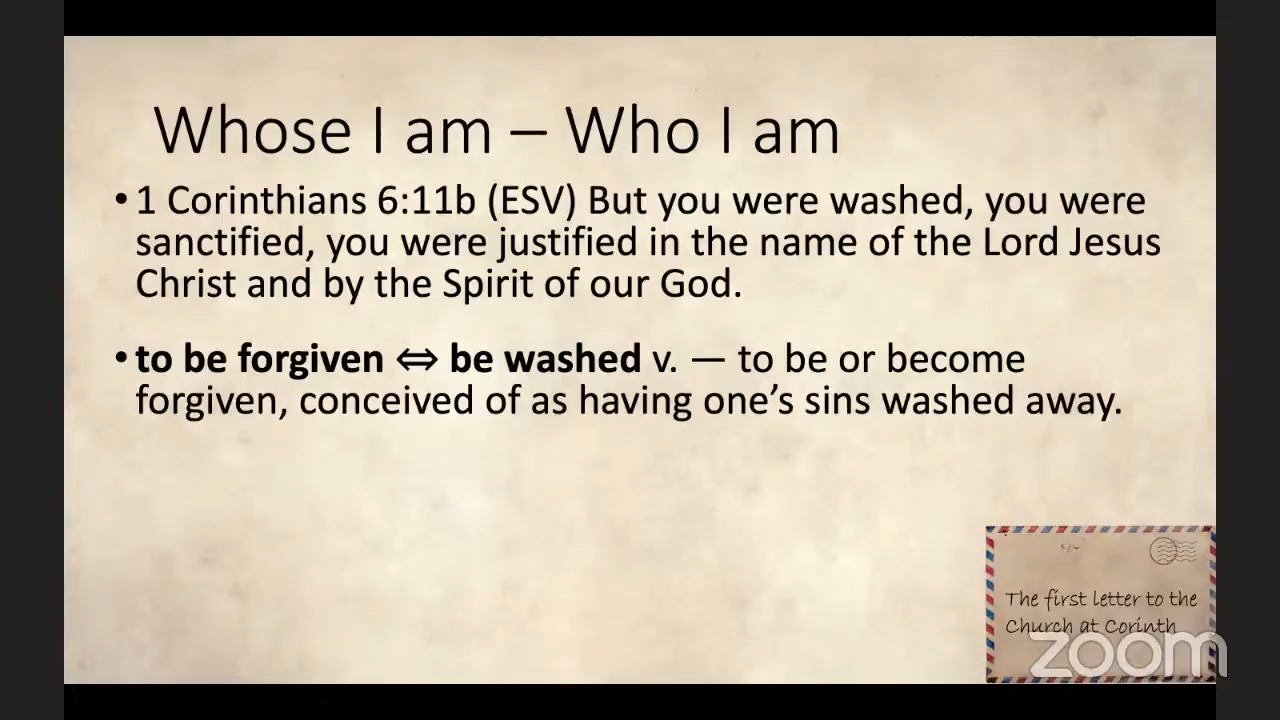 Whose I am – Who I am
• 1 Corinthians 6:11b (ESV) But you were washed, you were
sanctified, you were justified in the name of the Lord Jesus
Christ and by the Spirit of our God.
• to be forgiven ⇔ be washed v. — to be or become
forgiven, conceived of as having one’s sins washed away.
The first letter to the
Church at Corinth
zoom